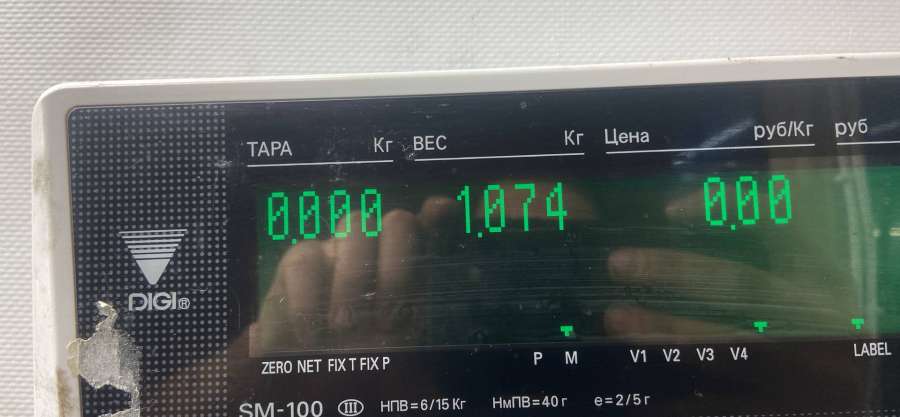 ТАРА Кг ВЕС Кг Цена руб/Кг руб
0.000 1.074 0.00
DIGI®
ZERO NET FIX T FIX P P M V1 V2 V3 V4 LABEL
SM-100 III НПВ=6/15 Кг НмПВ=40 г е=2/5 г